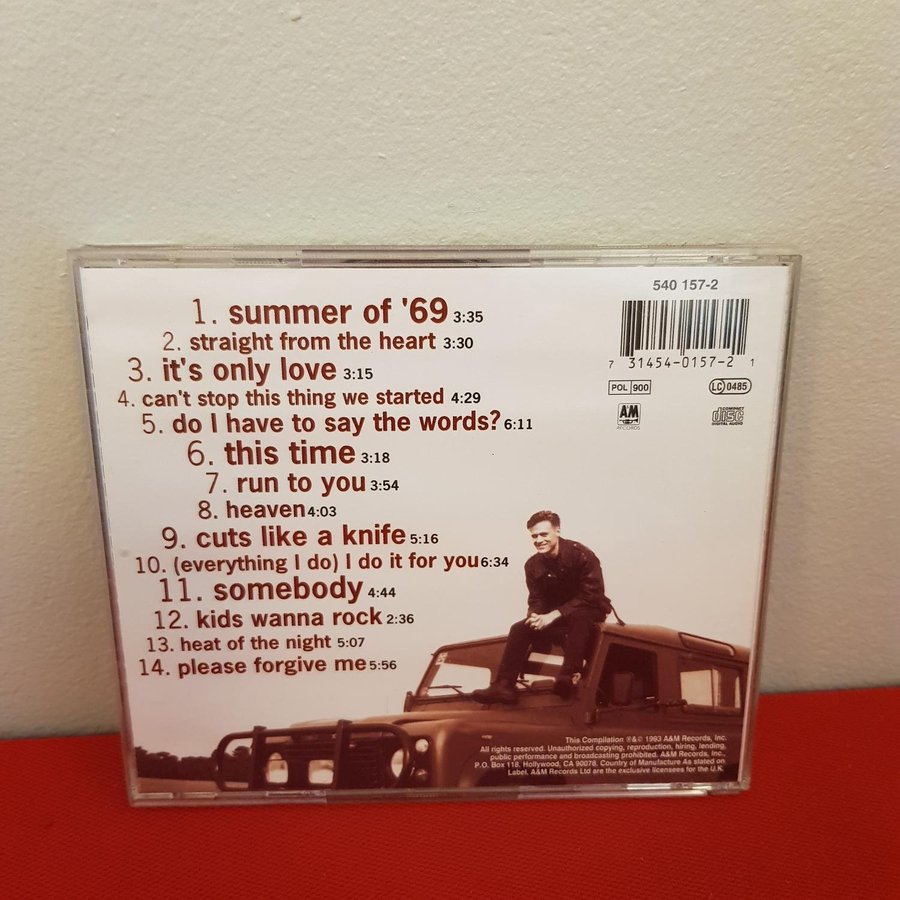 540 157-2
7 31454-0157-2 1
POL 900
LC 0485
A&M
RECORDS
COMPACT
disc
DIGITAL AUDIO
1. summer of '69 3:35
2. straight from the heart 3:30
3. it's only love 3:15
4. can't stop this thing we started 4:29
5. do I have to say the words? 6:11
6. this time 3:18
7. run to you 3:54
8. heaven 4:03
9. cuts like a knife 5:16
10. (everything I do) I do it for you 6:34
11. somebody 4:44
12. kids wanna rock 2:36
13. heat of the night 5:07
14. please forgive me 5:56
This Compilation ℗&© 1993 A&M Records, Inc.
All rights reserved. Unauthorized copying, reproduction, hiring, lending,
public performance and broadcasting prohibited. A&M Records, Inc.,
P.O. Box 118, Hollywood, CA 90078. Country of Manufacture As stated on
Label. A&M Records Ltd are the exclusive licensees for the U.K.